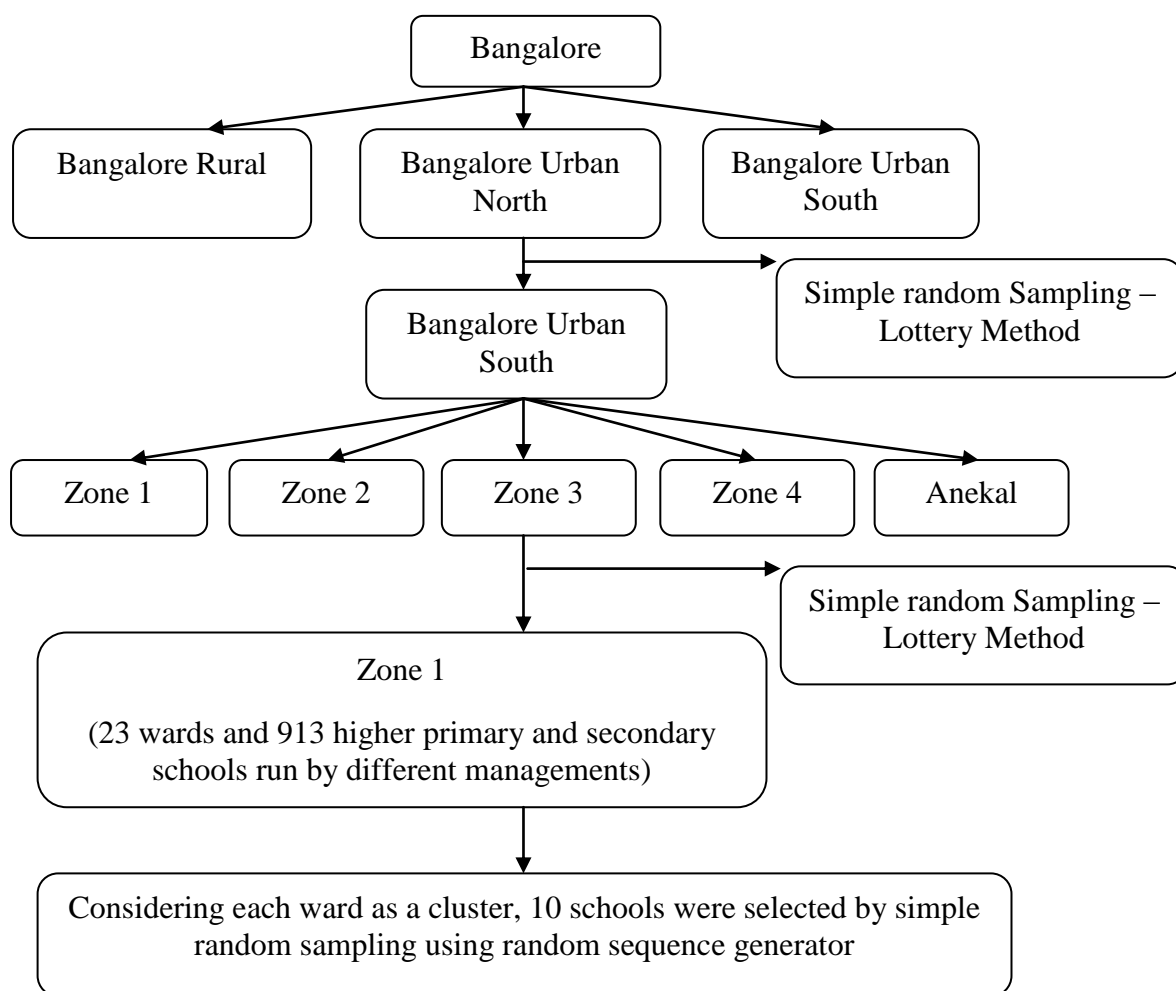 Bangalore
Bangalore Rural
Bangalore Urban
North
Bangalore Urban
South
Simple random Sampling –
Lottery Method
Bangalore Urban
South
Zone 1
Zone 2
Zone 3
Zone 4
Anekal
Simple random Sampling –
Lottery Method
Zone 1
(23 wards and 913 higher primary and secondary
schools run by different managements)
Considering each ward as a cluster, 10 schools were selected by simple
random sampling using random sequence generator